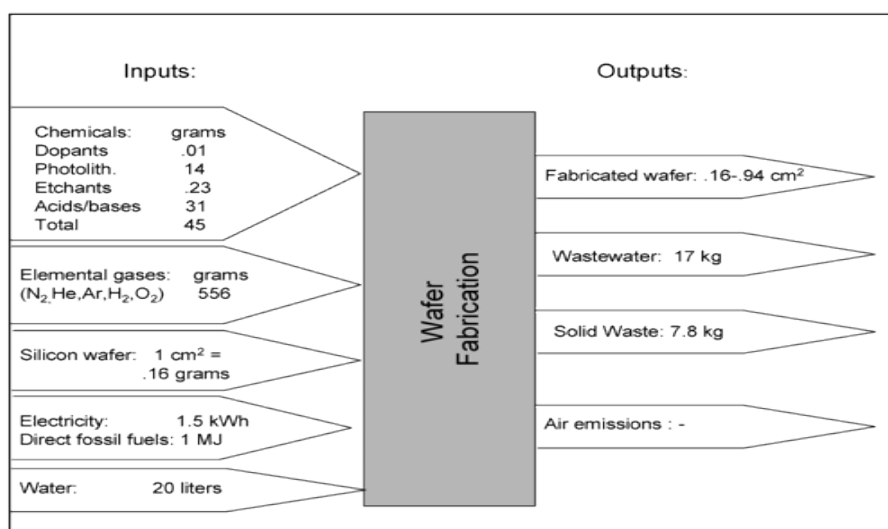 Inputs:
Chemicals: grams
Dopants .01
Photolith. 14
Etchants .23
Acids/bases 31
Total 45
Elemental gases: grams
(N₂,He,Ar,H₂,O₂) 556
Silicon wafer: 1 cm² =
.16 grams
Electricity: 1.5 kWh
Direct fossil fuels: 1 MJ
Water: 20 liters
Wafer
Fabrication
Outputs:
Fabricated wafer: .16-.94 cm²
Wastewater: 17 kg
Solid Waste: 7.8 kg
Air emissions : -